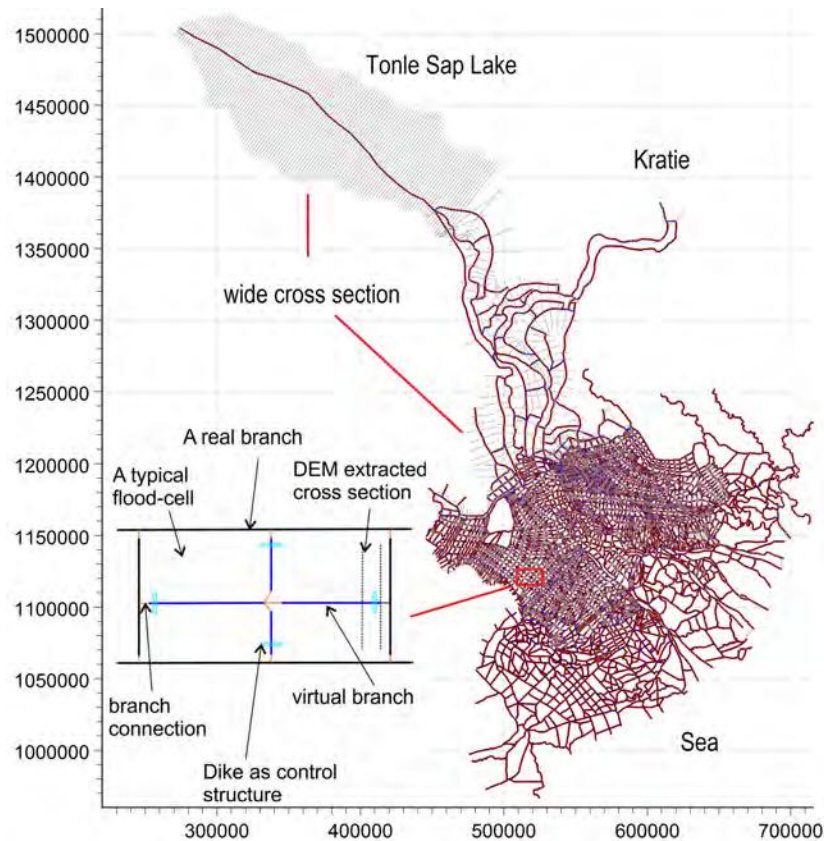 1500000
Tonle Sap Lake
1450000
Kratie
1400000
1350000
wide cross section
1300000
1250000
A real branch
1200000
A typical
flood-cell
DEM extracted
cross section
1150000
1100000
1050000
branch
connection
virtual branch
Sea
1000000
Dike as control
structure
300000 400000 500000 600000 700000